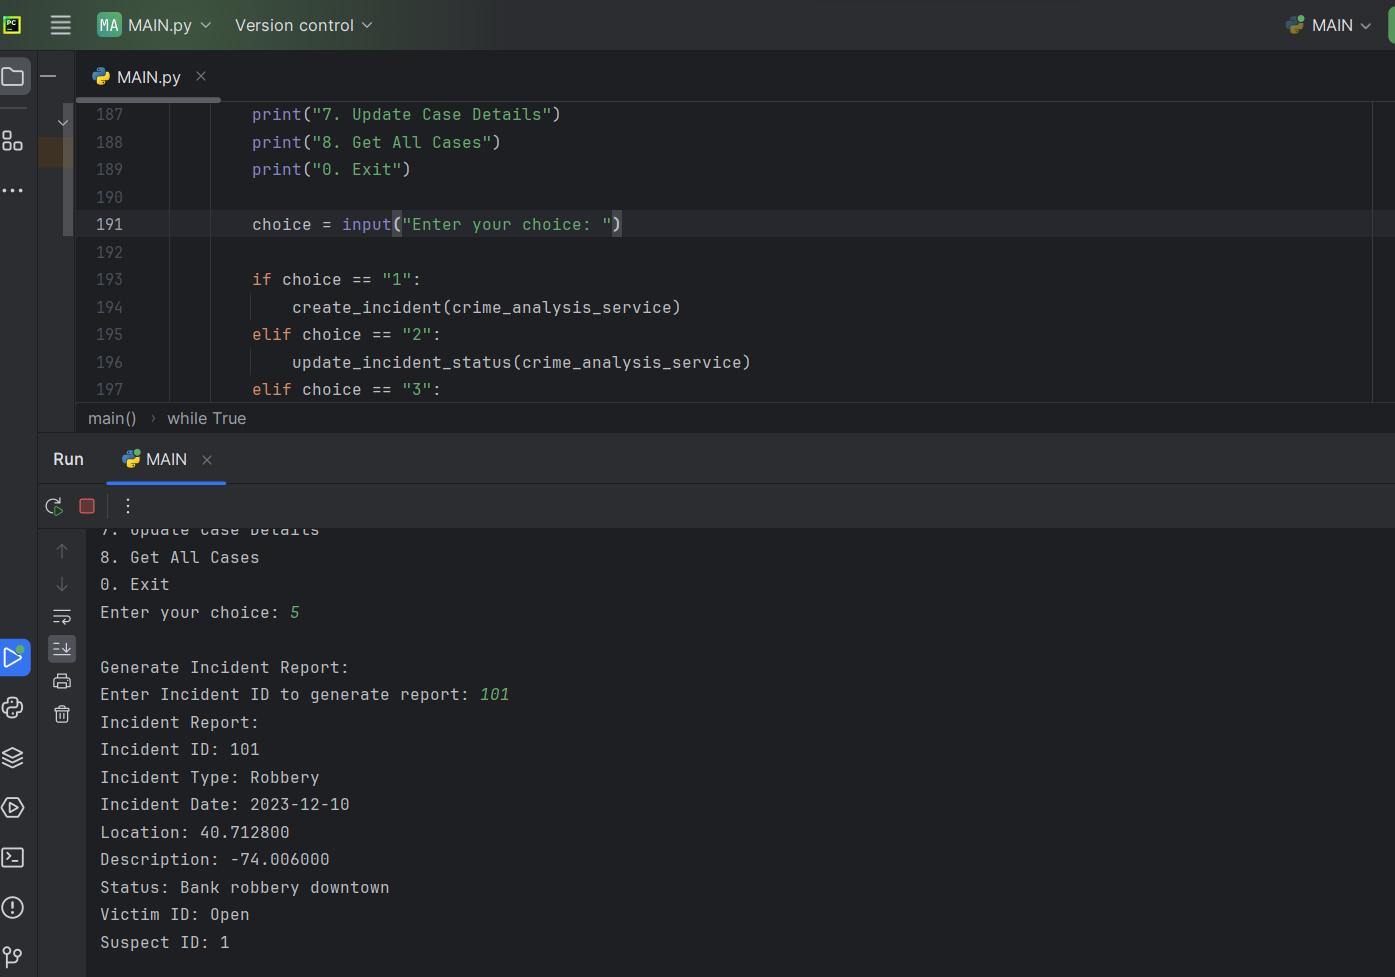 PC
MA MAIN.py Version control MAIN
MAIN.py
187 print("7. Update Case Details")
188 print("8. Get All Cases")
189 print("0. Exit")
190
191 choice = input("Enter your choice: ")
192
193 if choice == "1":
194 create_incident(crime_analysis_service)
195 elif choice == "2":
196 update_incident_status(crime_analysis_service)
197 elif choice == "3":
main() › while True
Run MAIN
7. Update Case Details
8. Get All Cases
0. Exit
Enter your choice: 5
Generate Incident Report:
Enter Incident ID to generate report: 101
Incident Report:
Incident ID: 101
Incident Type: Robbery
Incident Date: 2023-12-10
Location: 40.712800
Description: -74.006000
Status: Bank robbery downtown
Victim ID: Open
Suspect ID: 1